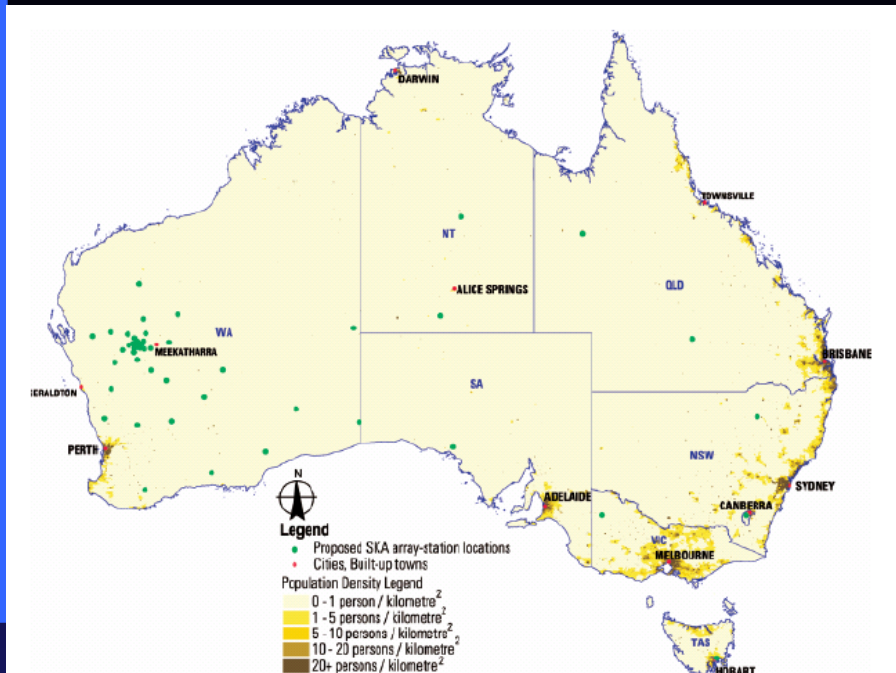 DARWIN
TOWNSVILLE
NT
ALICE SPRINGS
QLD
WA
MEEKATHARRA
BRISBANE
SA
GERALDTON
NSW
PERTH
SYDNEY
ADELAIDE
CANBERRA
N
VIC
MELBOURNE
Legend
Proposed SKA array-station locations
Cities, Built-up towns
Population Density Legend
0 - 1 person / kilometre²
1 - 5 persons / kilometre²
5 - 10 persons / kilometre²
10 - 20 persons / kilometre²
20+ persons / kilometre²
TAS
HOBART